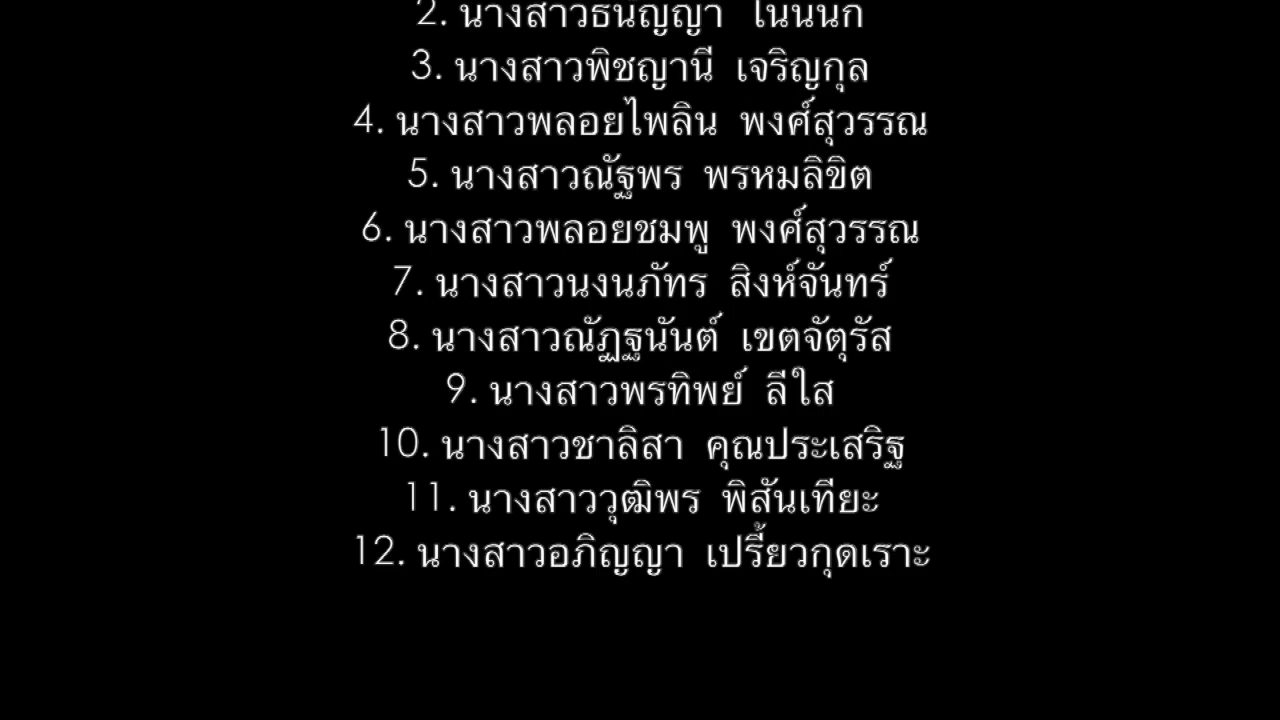 2. นางสาวธนัญญา
3. นางสาวพิชญานี เจริญกุล
4. นางสาวพลอยไพลิน พงศ์สุวรรณ
5. นางสาวณัฐพร พรหมลิขิต
6. นางสาวพลอยชมพู พงศ์สุวรรณ
7. นางสาวนงนภัทร สิงห์จันทร์
8. นางสาวณัฏฐนันต์ เขตจัตุรัส
9. นางสาวพรทิพย์ ลีใส
10. นางสาวชาลิสา คุณประเสริฐ
11. นางสาววุฒิพร พิสันเทียะ
12. นางสาวอภิญญา เปรี้ยวกุดเราะ